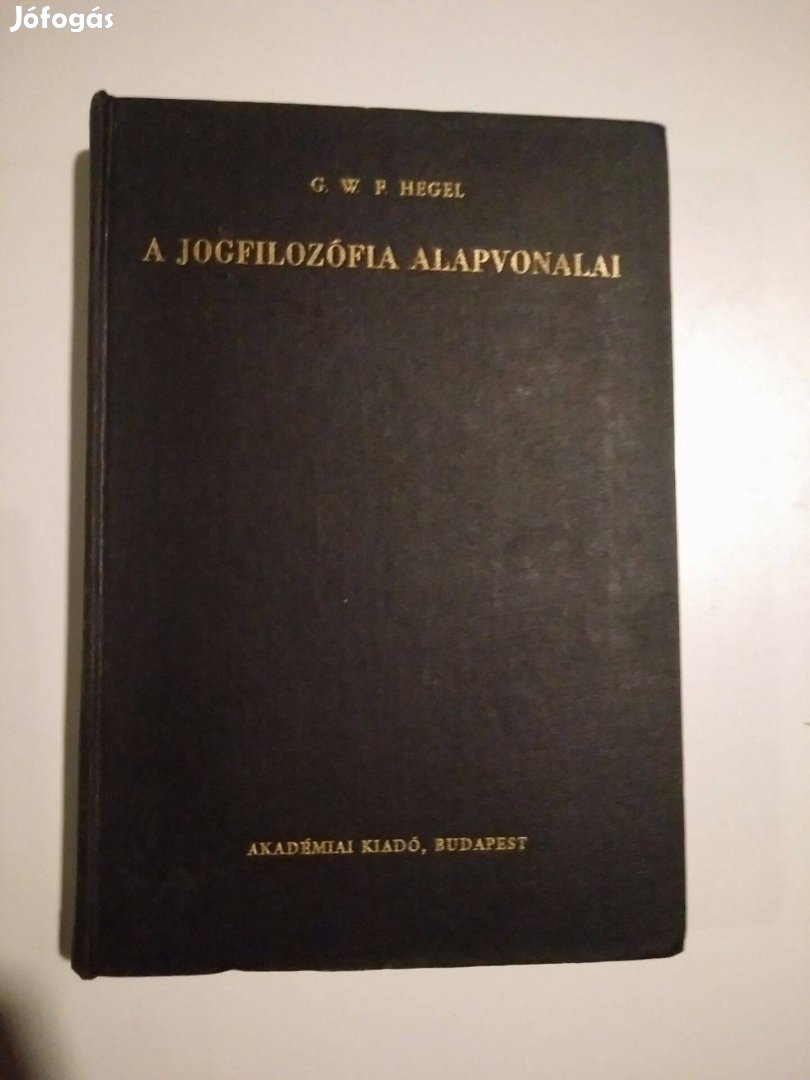 Jófogás
G. W. F. HEGEL
A JOGFILOZÓFIA ALAPVONALAI
AKADÉMIAI KIADÓ, BUDAPEST